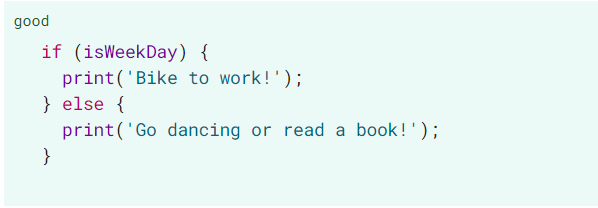 good
if (isWeekDay) {
  print('Bike to work!');
} else {
  print('Go dancing or read a book!');
}